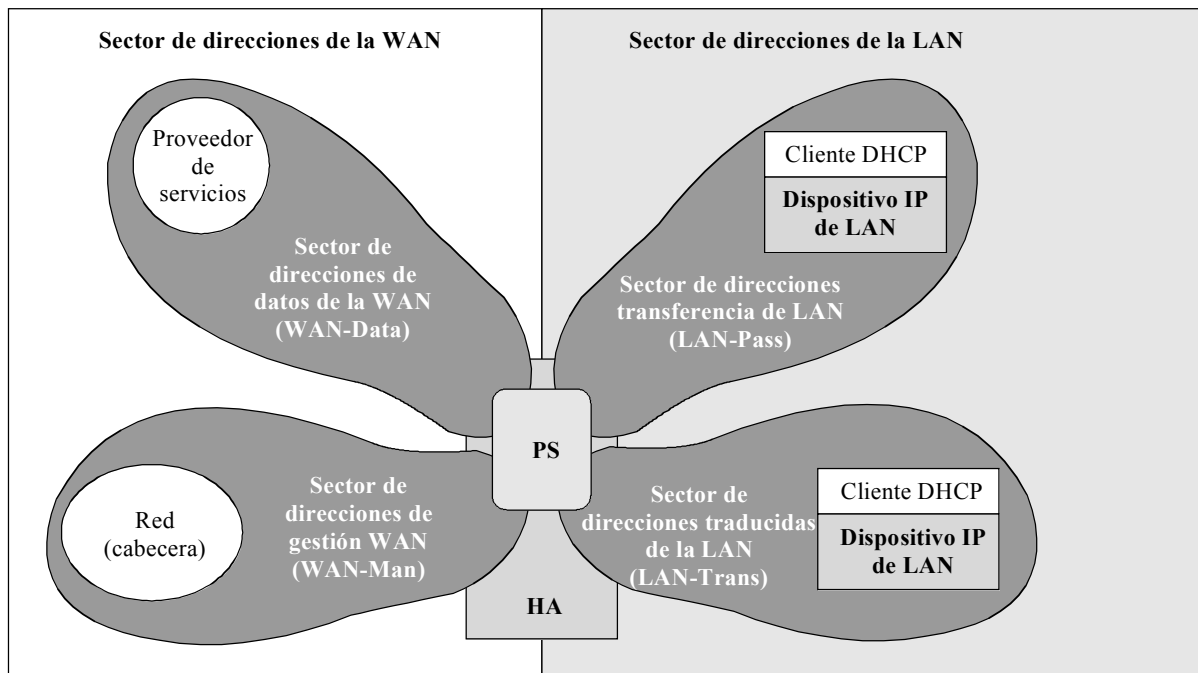 Sector de direcciones de la WAN
Sector de direcciones de la LAN
Proveedor
de
servicios
Sector de
direcciones de
datos de la WAN
(WAN-Data)
Cliente DHCP
Dispositivo IP
de LAN
Sector de direcciones
transferencia de LAN
(LAN-Pass)
PS
Red
(cabecera)
Sector de
direcciones de
gestión WAN
(WAN-Man)
Sector de
direcciones traducidas
de la LAN
(LAN-Trans)
Cliente DHCP
Dispositivo IP
de LAN
HA